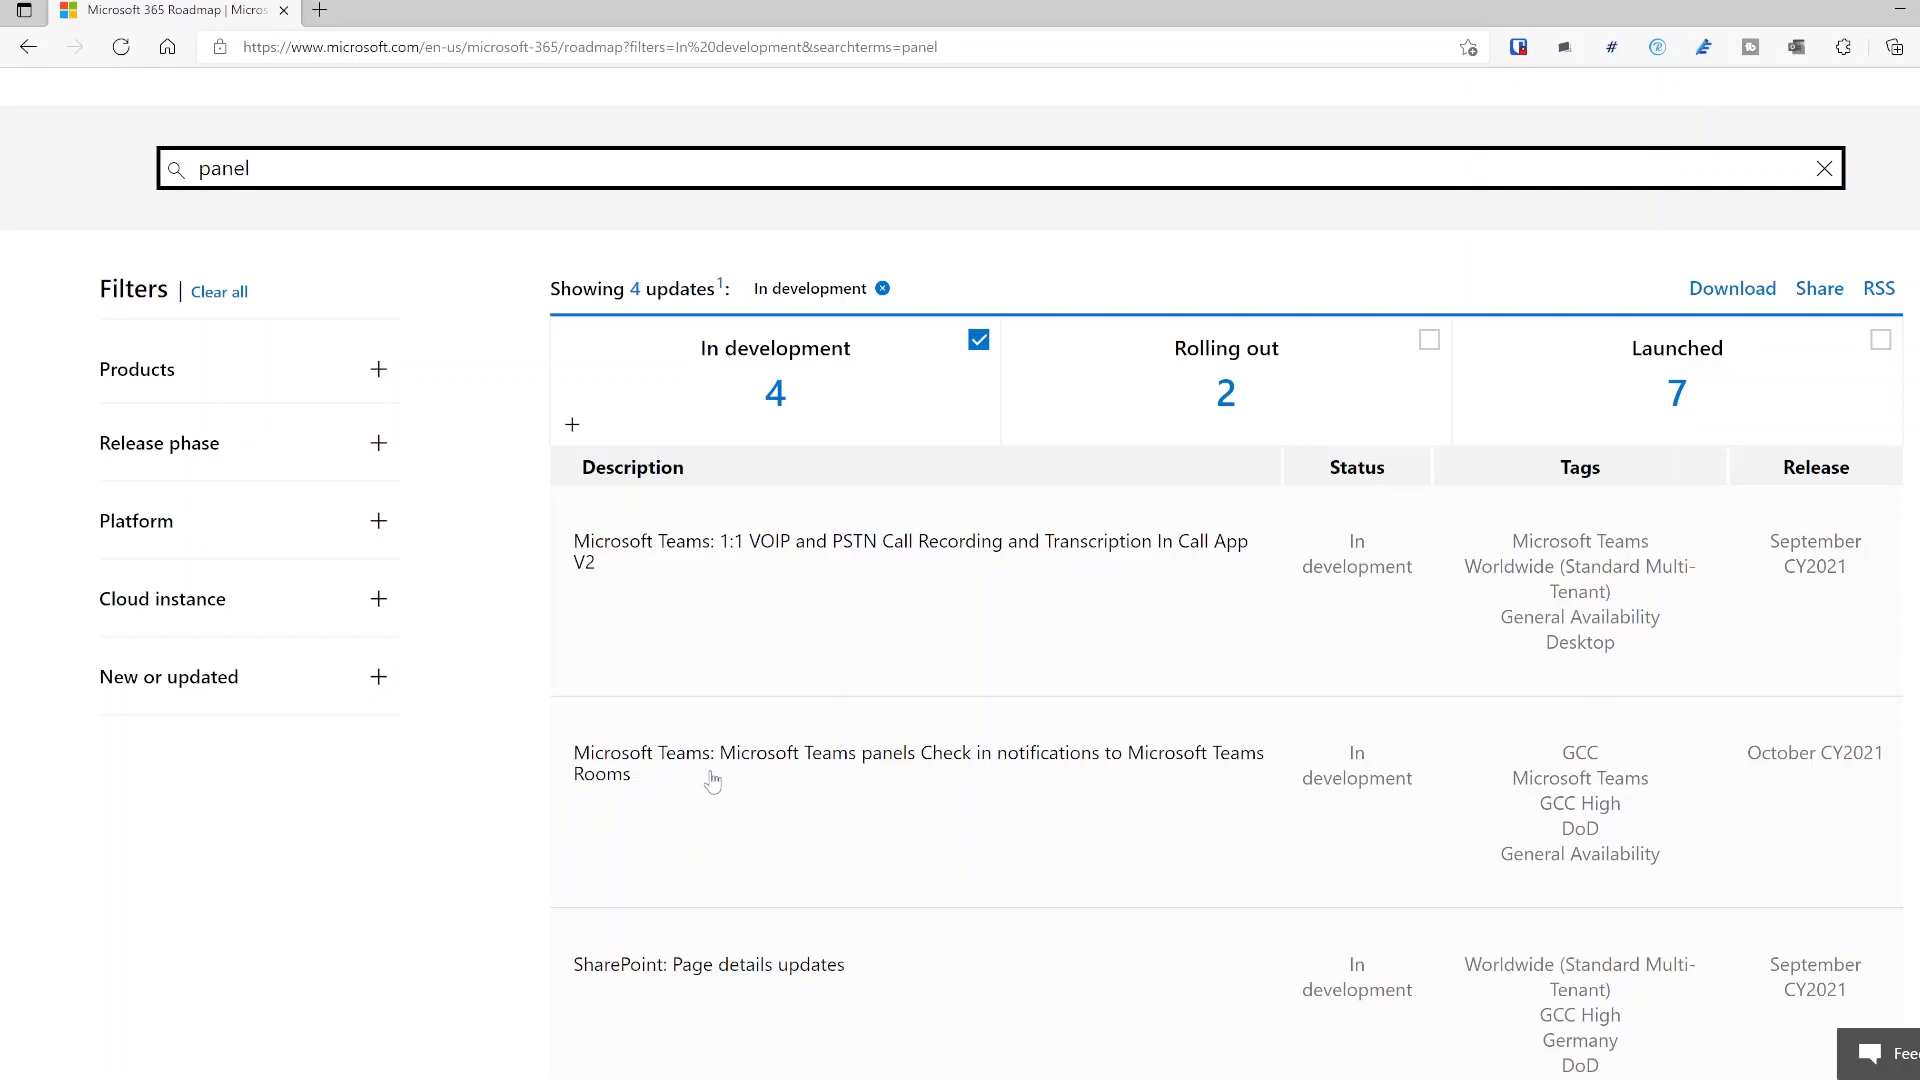 Microsoft 365 Roadmap | Micros
https://www.microsoft.com/en-us/microsoft-365/roadmap?filters=In%20development&searchterms=panel
panel
Filters | Clear all
Showing 4 updates1: In development
Download Share RSS
Products
Release phase
Platform
Cloud instance
New or updated
In development
4
Rolling out
2
Launched
7
Description Status Tags Release
Microsoft Teams: 1:1 VOIP and PSTN Call Recording and Transcription In Call App
V2
In
development
Microsoft Teams
Worldwide (Standard Multi-
Tenant)
General Availability
Desktop
September
CY2021
Microsoft Teams: Microsoft Teams panels Check in notifications to Microsoft Teams
Rooms
In
development
GCC
Microsoft Teams
GCC High
DoD
General Availability
October CY2021
SharePoint: Page details updates
In
development
Worldwide (Standard Multi-
Tenant)
GCC High
Germany
DoD
September
CY2021
Fee